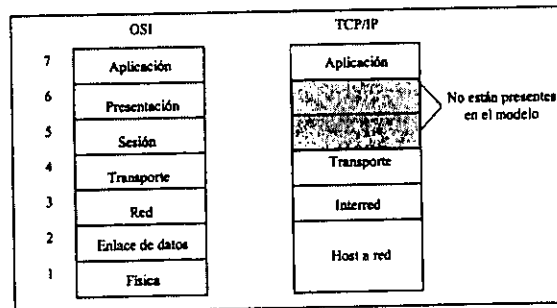 OSI
TCP/IP
7
Aplicación
Aplicación
6
Presentación
No están presentes
en el modelo
5
Sesión
4
Transporte
Transporte
3
Red
Interred
2
Enlace de datos
Host a red
1
Física